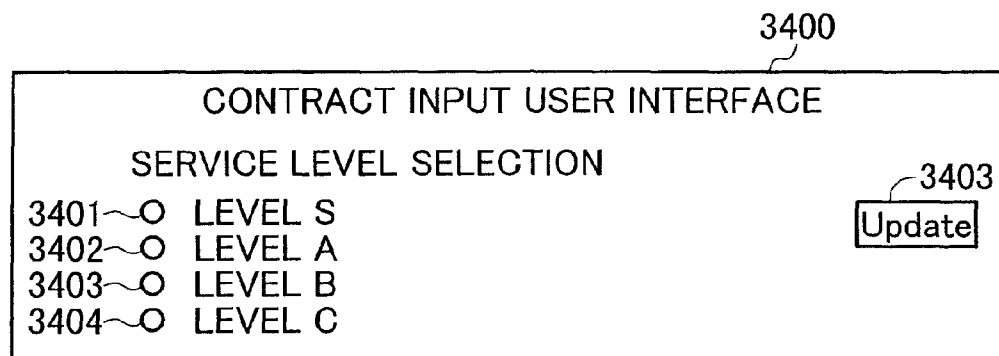 3400
CONTRACT INPUT USER INTERFACE
SERVICE LEVEL SELECTION
3403
3401 LEVEL S
Update
3402 LEVEL A
3403 LEVEL B
3404 LEVEL C